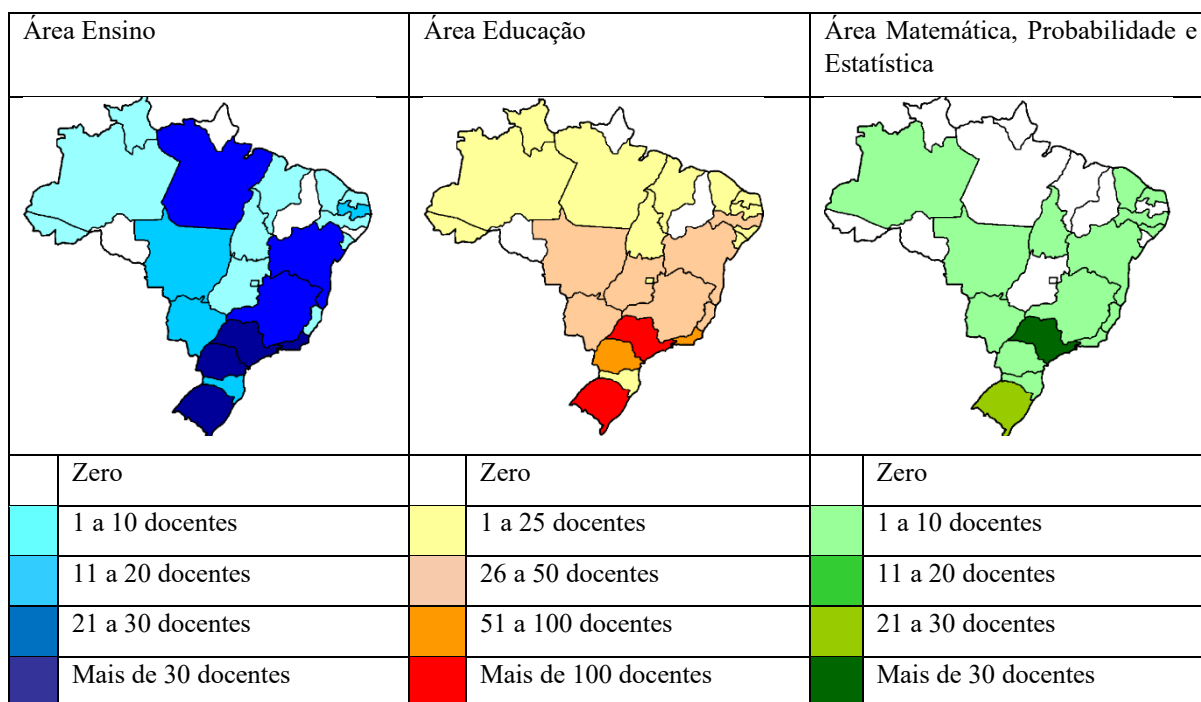 Área Ensino
Área Educação
Área Matemática, Probabilidade e
Estatística
Zero
Zero
Zero
1 a 10 docentes
1 a 25 docentes
1 a 10 docentes
11 a 20 docentes
26 a 50 docentes
11 a 20 docentes
21 a 30 docentes
51 a 100 docentes
21 a 30 docentes
Mais de 30 docentes
Mais de 100 docentes
Mais de 30 docentes